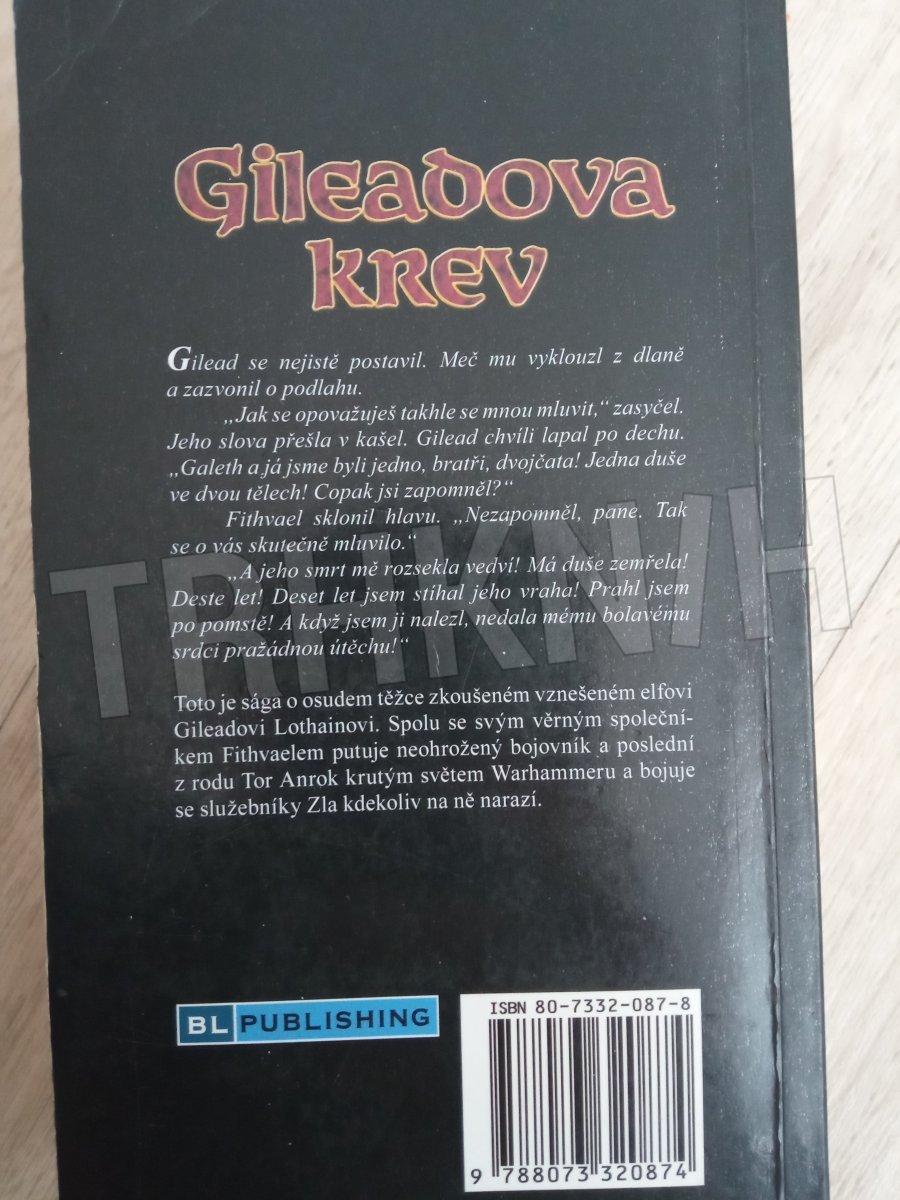 Gileadova
krev
Gilead se nejistě postavil. Meč mu vyklouzl z dlaně
a zazvonil o podlahu.
„Jak se opovažuješ takhle se mnou mluvit,“ zasyčel.
Jeho slova přešla v kašel. Gilead chvíli lapal po dechu.
„Galeth a já jsme byli jedno, bratři, dvojčata! Jedna duše
ve dvou tělech! Copak jsi zapomněl?“
Fithvael sklonil hlavu. „Nezapomněl, pane. Tak
se o vás skutečně mluvilo.“
„A jeho smrt mě rozsekla vedví! Má duše zemřela!
Deste let! Deset let jsem stíhal jeho vraha! Prahl jsem
po pomstě! A když jsem ji nalezl, nedala mému bolavému
srdci pražádnou útěchu!“
Toto je sága o osudem těžce zkoušeném vznešeném elfovi
Gileadovi Lothainovi. Spolu se svým věrným společní-
kem Fithvaelem putuje neohrožený bojovník a poslední
z rodu Tor Anrok krutým světem Warhammeru a bojuje
se služebníky Zla kdekoliv na ně narazí.
TRHKNIH
BL PUBLISHING
ISBN 80-7332-087-8
9 788073 320874